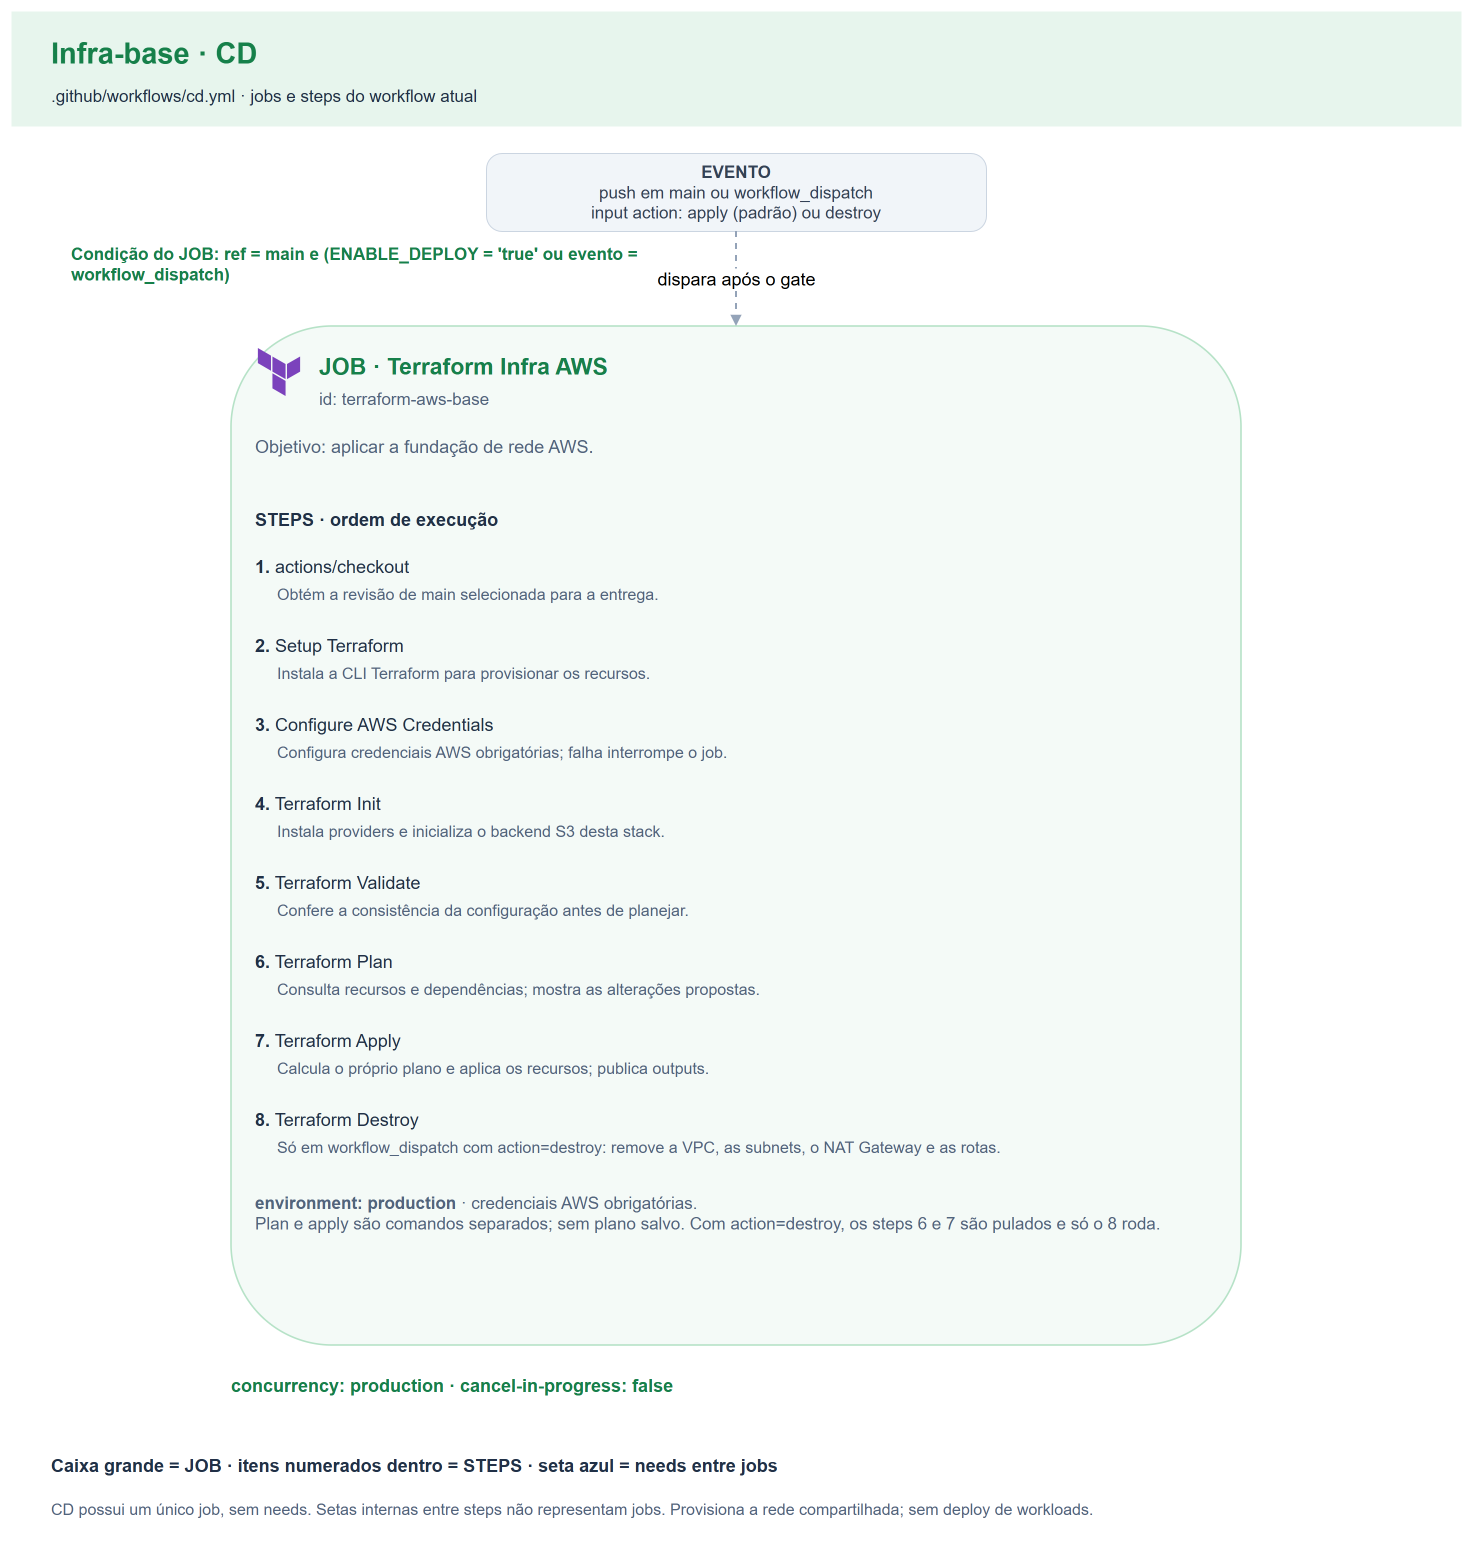 Infra-base · CD
.github/workflows/cd.yml · jobs e steps do workflow atual
EVENTO
push em main ou workflow_dispatch
input action: apply (padrão) ou destroy
Condição do JOB: ref = main e (ENABLE_DEPLOY = 'true' ou evento =
workflow_dispatch)
dispara após o gate
JOB · Terraform Infra AWS
id: terraform-aws-base
Objetivo: aplicar a fundação de rede AWS.
STEPS · ordem de execução
1. actions/checkout
Obtém a revisão de main selecionada para a entrega.
2. Setup Terraform
Instala a CLI Terraform para provisionar os recursos.
3. Configure AWS Credentials
Configura credenciais AWS obrigatórias; falha interrompe o job.
4. Terraform Init
Instala providers e inicializa o backend S3 desta stack.
5. Terraform Validate
Confere a consistência da configuração antes de planejar.
6. Terraform Plan
Consulta recursos e dependências; mostra as alterações propostas.
7. Terraform Apply
Calcula o próprio plano e aplica os recursos; publica outputs.
8. Terraform Destroy
Só em workflow_dispatch com action=destroy: remove a VPC, as subnets, o NAT Gateway e as rotas.
environment: production · credenciais AWS obrigatórias.
Plan e apply são comandos separados; sem plano salvo. Com action=destroy, os steps 6 e 7 são pulados e só o 8 roda.
concurrency: production · cancel-in-progress: false
Caixa grande = JOB · itens numerados dentro = STEPS · seta azul = needs entre jobs
CD possui um único job, sem needs. Setas internas entre steps não representam jobs. Provisiona a rede compartilhada; sem deploy de workloads.